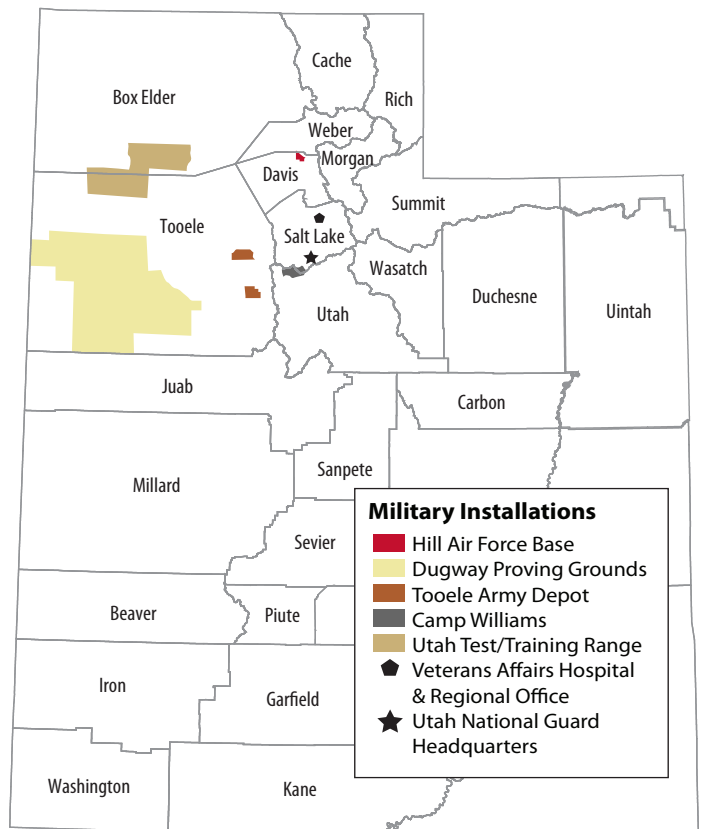 Cache
Box Elder
Rich
Weber
Morgan
Davis
Summit
Tooele
Salt Lake
Wasatch
Duchesne
Uintah
Utah
Juab
Carbon
Millard
Sanpete
Sevier
Beaver
Piute
Iron
Garfield
Washington
Kane
Military Installations
Hill Air Force Base
Dugway Proving Grounds
Tooele Army Depot
Camp Williams
Utah Test/Training Range
Veterans Affairs Hospital
& Regional Office
Utah National Guard
Headquarters